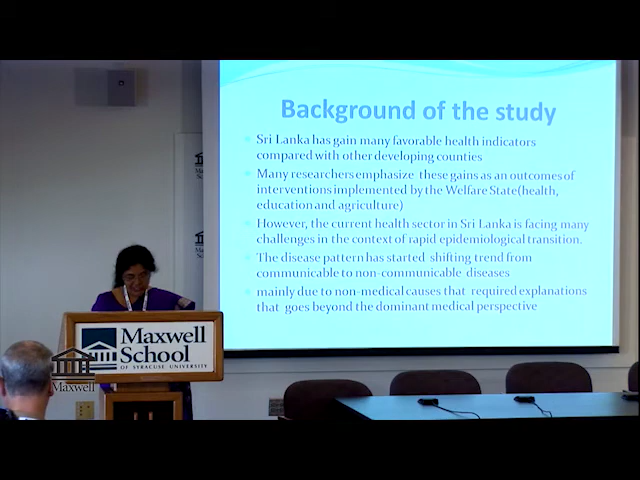 Background of the study
Sri Lanka has gain many favorable health indicators
compared with other developing counties
Many researchers emphasize these gains as an outcomes of
interventions implemented by the Welfare State(health,
education and agriculture)
However, the current health sector in Sri Lanka is facing many
challenges in the context of rapid epidemiological transition.
The disease pattern has started shifting trend from
communicable to non-communicable diseases
mainly due to non-medical causes that required explanations
that goes beyond the dominant medical perspective
Maxwell
School
OF SYRACUSE UNIVERSITY
Maxwell